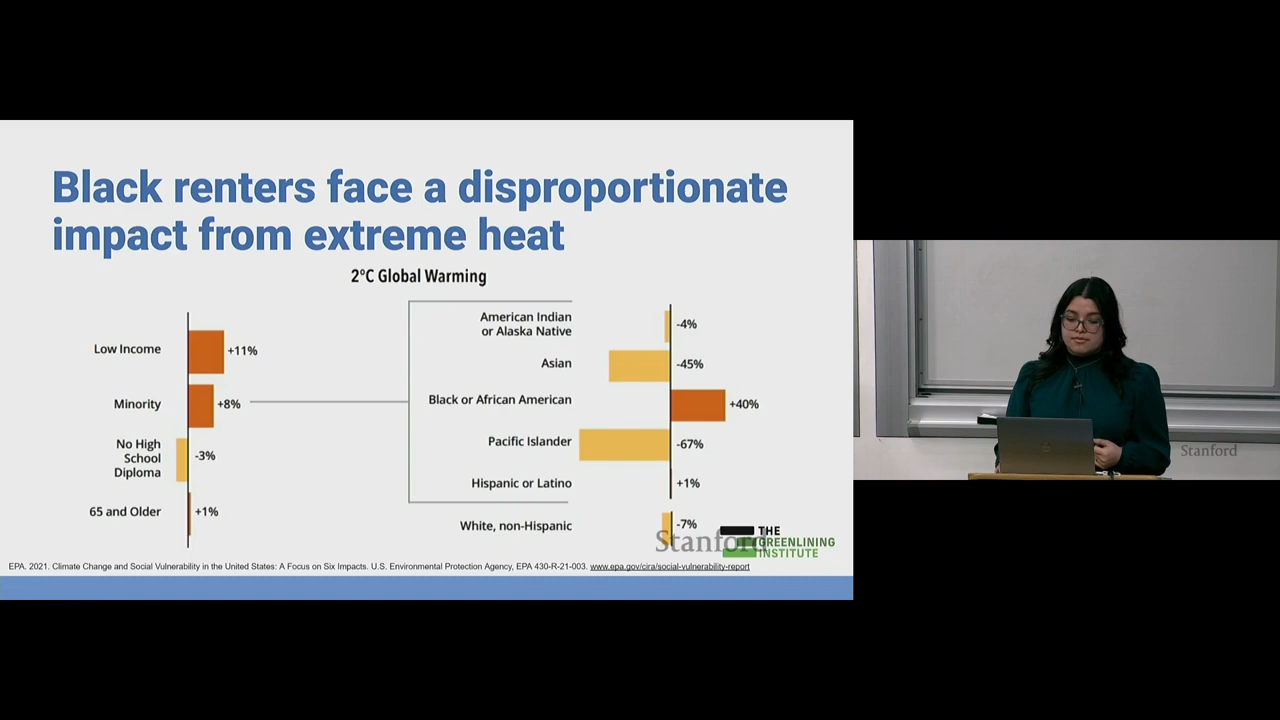 Black renters face a disproportionate
impact from extreme heat
2°C Global Warming
Low Income
+11%
Minority
+8%
No High
School
Diploma
-3%
65 and Older
+1%
American Indian
or Alaska Native
-4%
Asian
-45%
Black or African American
+40%
Pacific Islander
-67%
Hispanic or Latino
+1%
White, non-Hispanic
-7%
Stanford
THE
GREENLINING
INSTITUTE
EPA. 2021. Climate Change and Social Vulnerability in the United States: A Focus on Six Impacts. U.S. Environmental Protection Agency, EPA 430-R-21-003. www.epa.gov/cira/social-vulnerability-report
Stanford